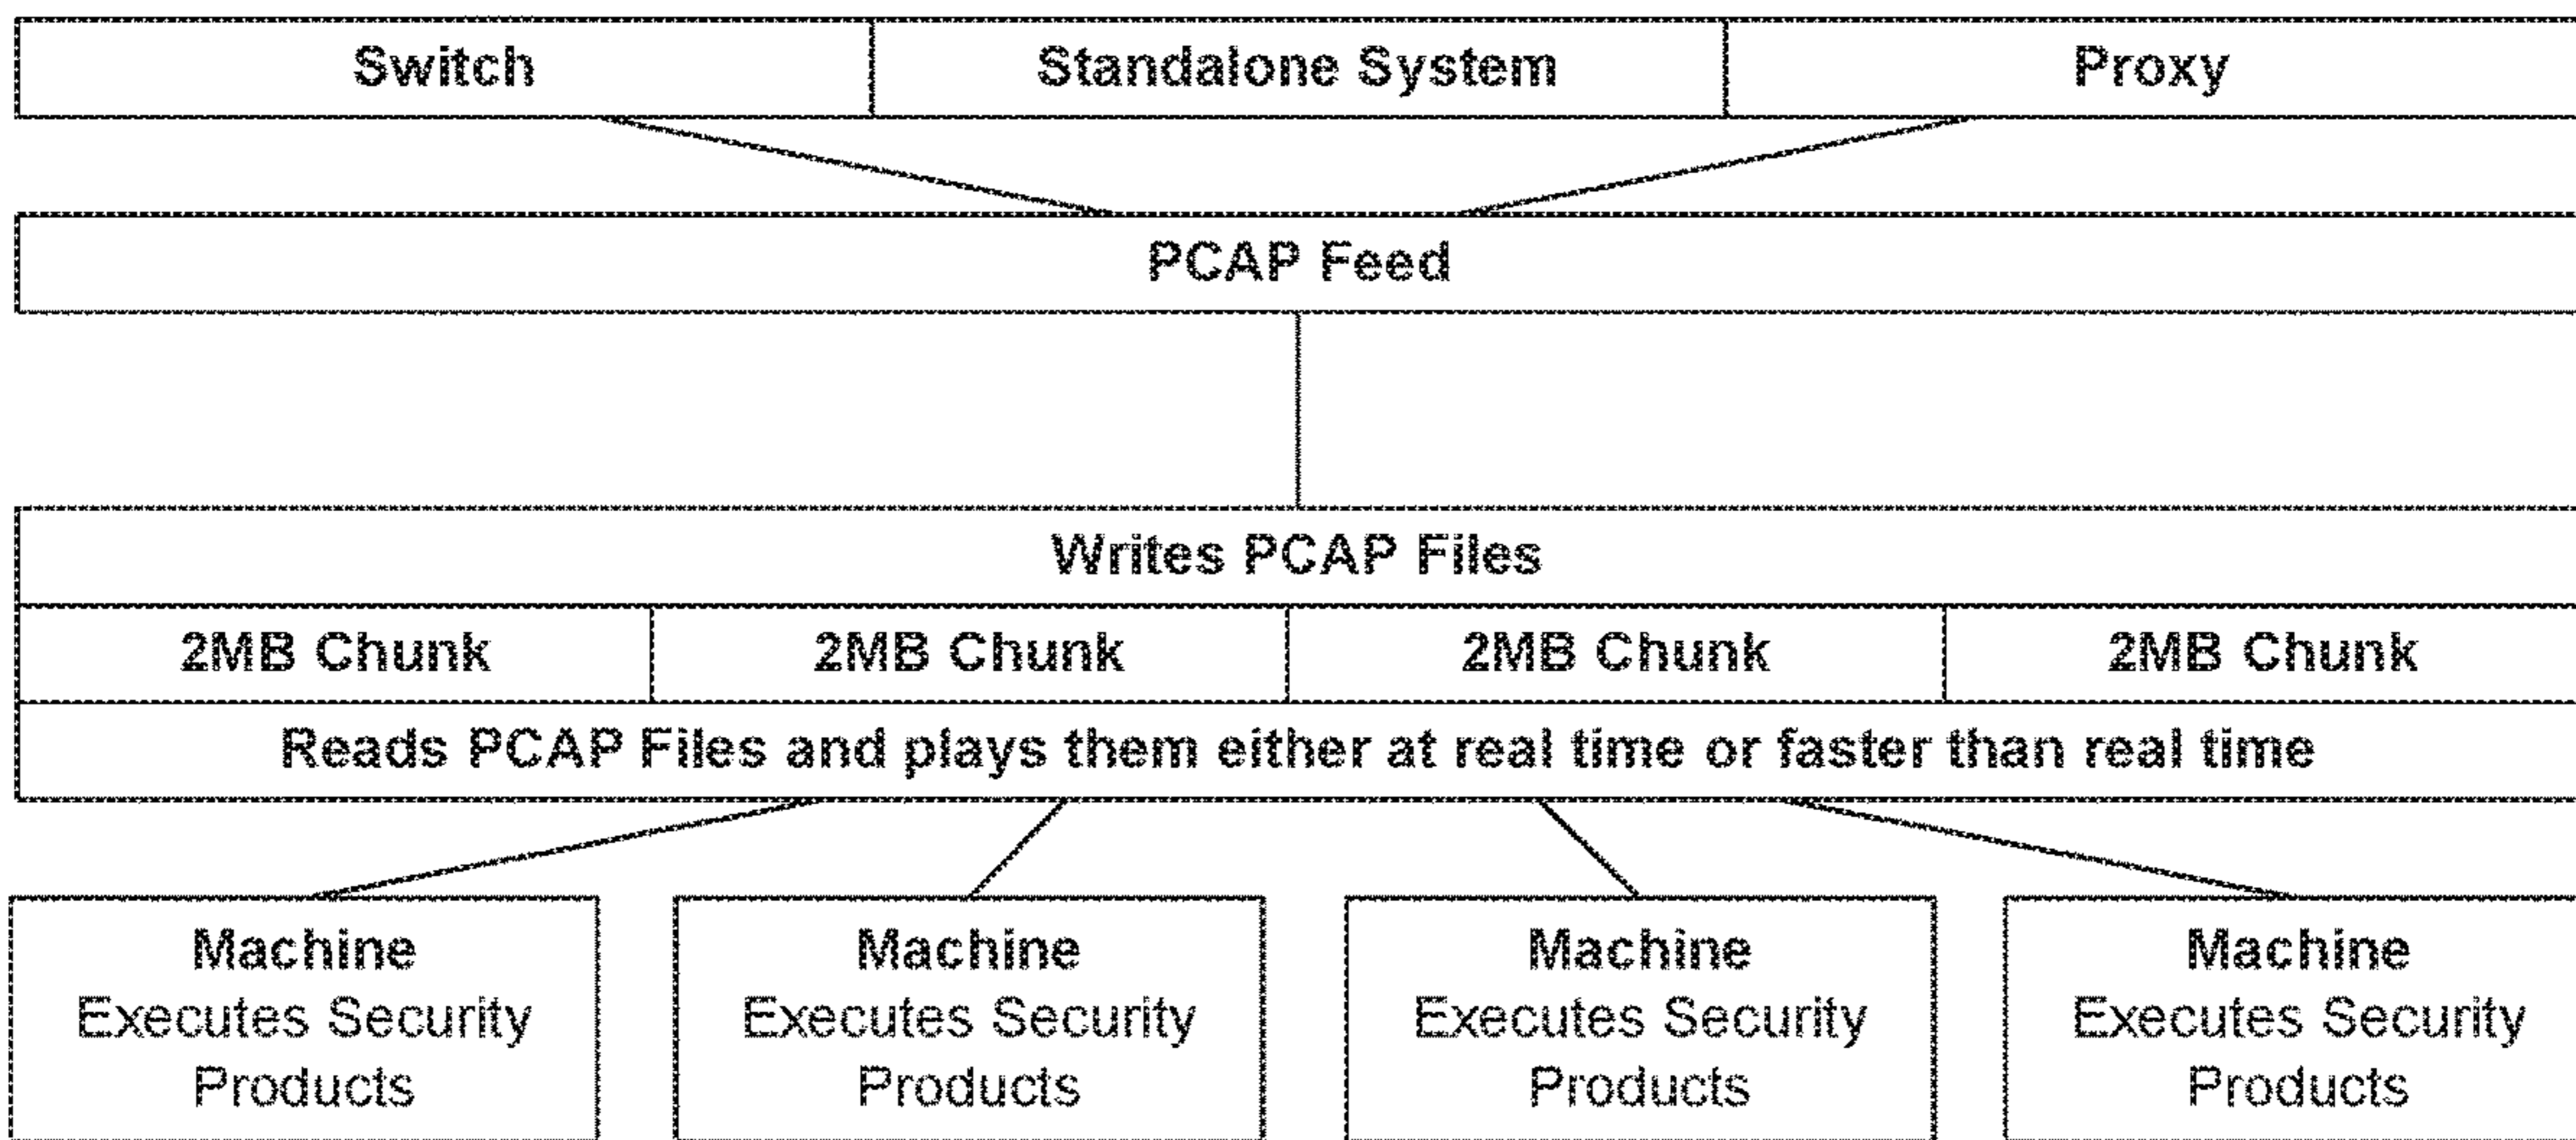 Switch
Standalone System
Proxy
PCAP Feed
Writes PCAP Files
2MB Chunk
2MB Chunk
2MB Chunk
2MB Chunk
Reads PCAP Files and plays them either at real time or faster than real time
Machine
Executes Security
Products
Machine
Executes Security
Products
Machine
Executes Security
Products
Machine
Executes Security
Products